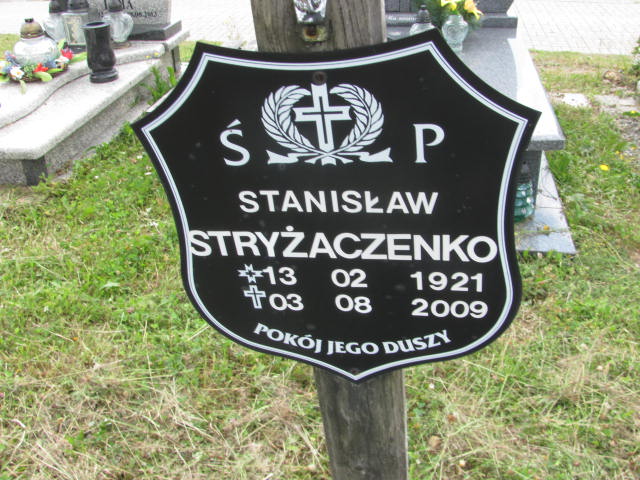 Ś P
STANISŁAW
STRYŻACZENKO
13 02 1921
03 08 2009
POKÓJ JEGO DUSZY